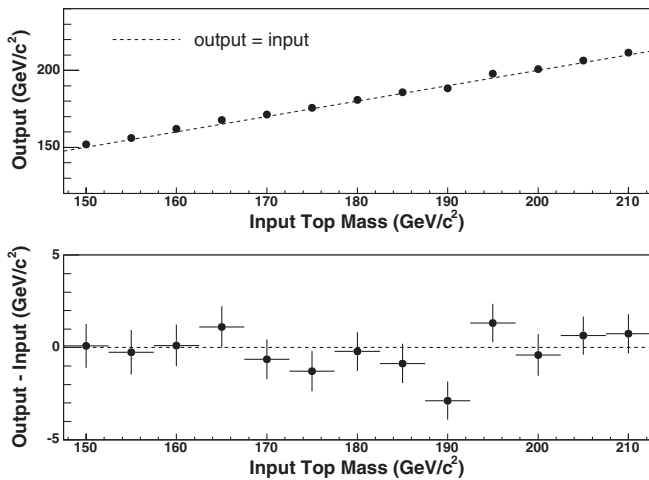 Output (GeV/c²)
200
150
output = input
150 160 170 180 190 200 210
Input Top Mass (GeV/c²)
Output - Input (GeV/c²)
5
0
-5
150 160 170 180 190 200 210
Input Top Mass (GeV/c²)